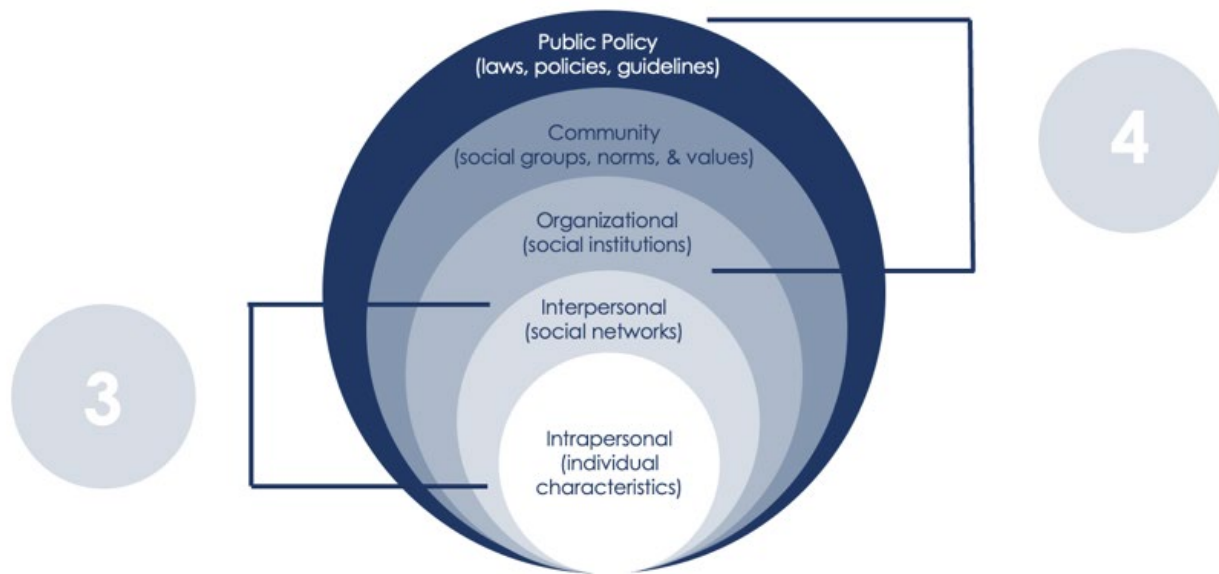 Public Policy
(laws, policies, guidelines)
Community
(social groups, norms, & values)
4
Organizational
(social institutions)
Interpersonal
(social networks)
3
Intrapersonal
(individual
characteristics)